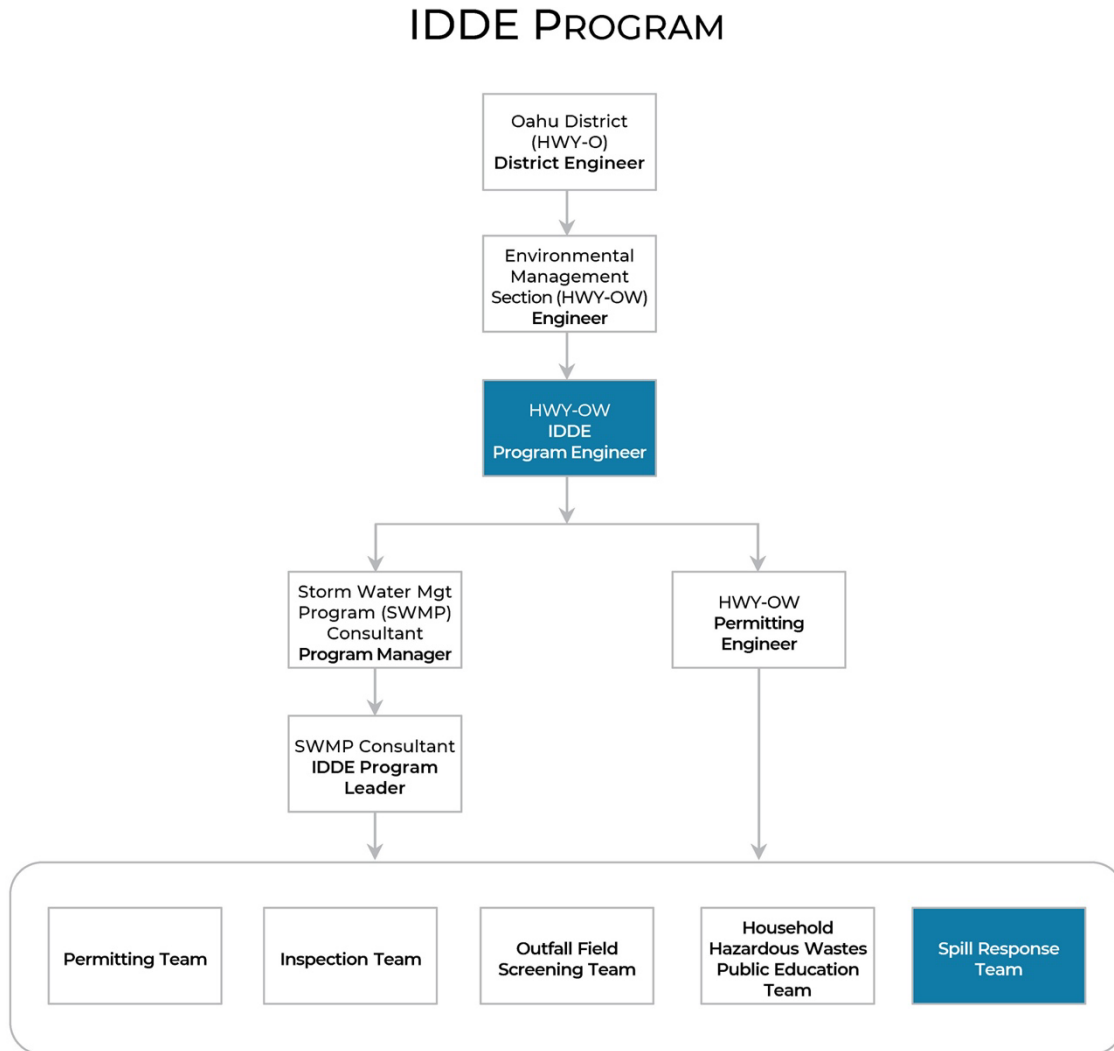 IDDE PROGRAM
Oahu District
(HWY-O)
District Engineer
Environmental
Management
Section (HWY-OW)
Engineer
HWY-OW
IDDE
Program Engineer
Storm Water Mgt
Program (SWMP)
Consultant
Program Manager
HWY-OW
Permitting
Engineer
SWMP Consultant
IDDE Program
Leader
Permitting Team
Inspection Team
Outfall Field
Screening Team
Household
Hazardous Wastes
Public Education
Team
Spill Response
Team